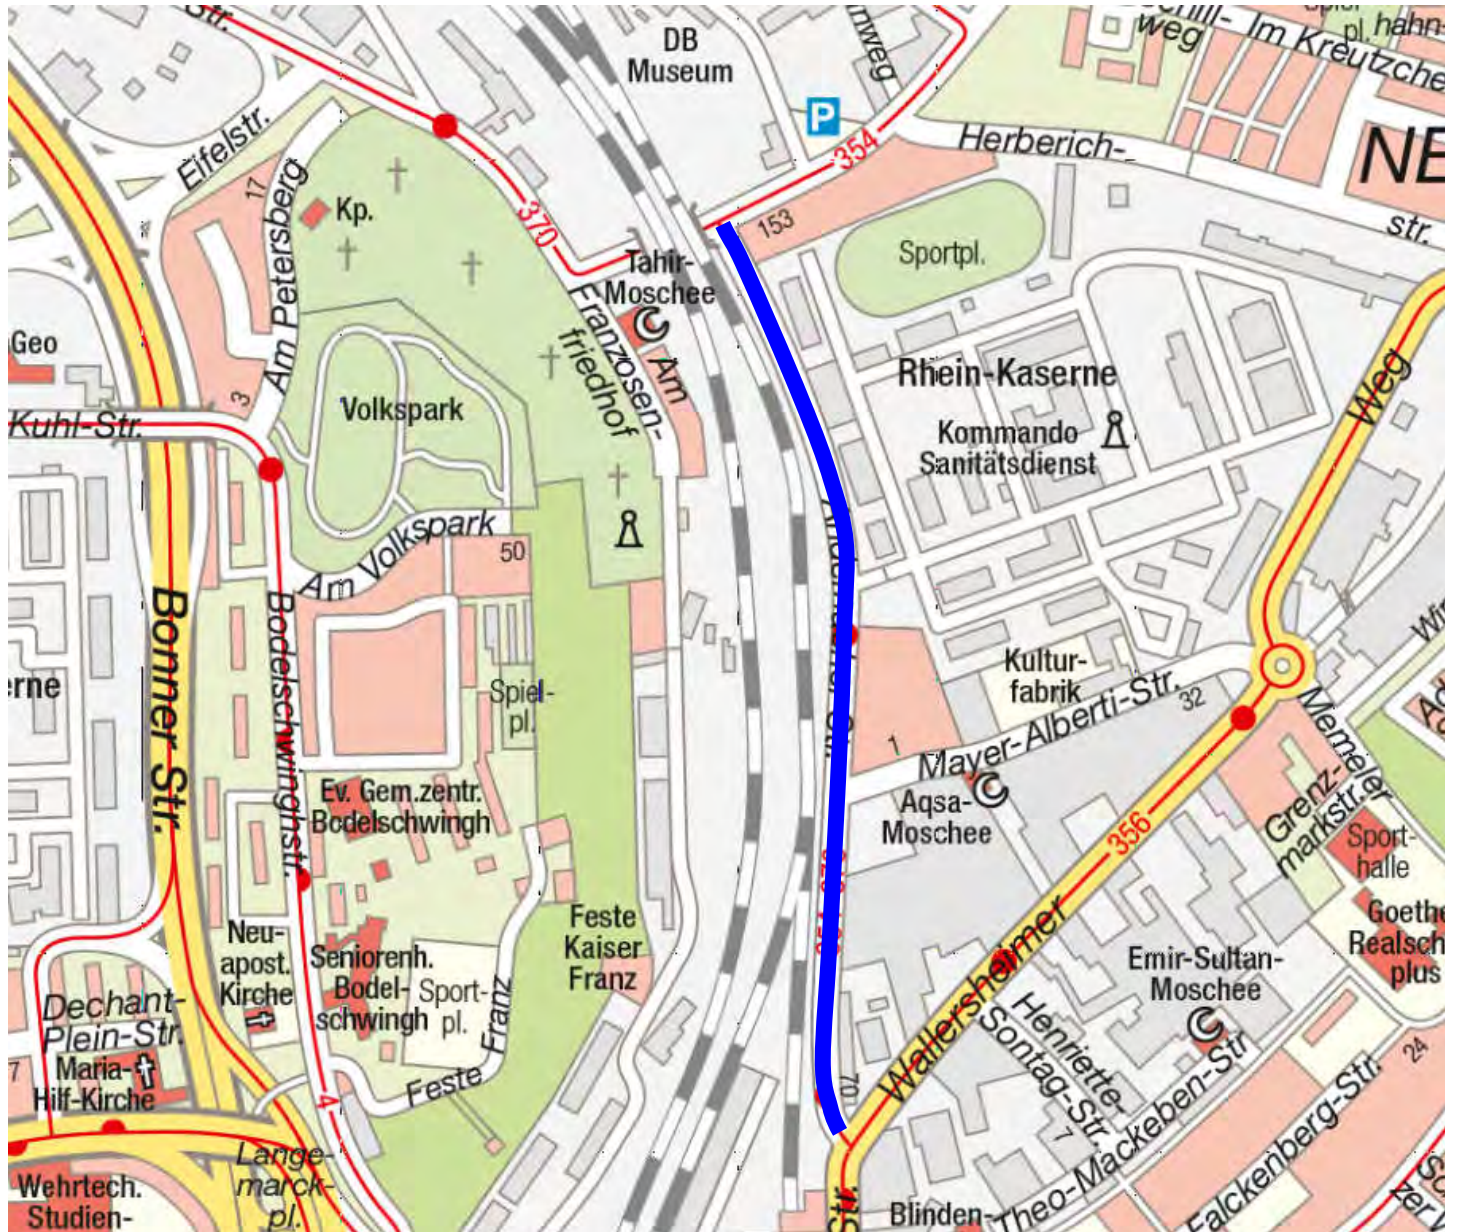 Str.
DB
Museum
nweg
weg
Im Kreutzche
pl.
hahn-
P
354
Herberich-
str.
NE
Eifelstr.
17
Am Petersberg
Kp.
370
153
Sportpl.
Tahir-
Moschee
Franzosen-
friedhof
Am
Geo
3
Volkspark
Rhein-Kaserne
Kommando
Sanitätsdienst
Weg
Kuhl-Str.
Am Volkspark
50
Bonner Str.
Bodelschwinghstr.
erne
Spiel-
pl.
Kultur-
fabrik
Mayer-Alberti-Str.
32
1
Memeler
Aqsa-
Moschee
356
Grenz-
markstr.
Sport-
halle
Ev. Gem.zentr.
Bodelschwingh
Goethe
Realsch
plus
Neu-
apost.
Kirche
Seniorenh.
Bodel-
schwingh
Sport-
pl.
Feste
Kaiser
Franz
Wallersheimer
Emir-Sultan-
Moschee
Henriette-
Sontag-Str.
Dechant-
Plein-Str.
Maria-
Hilf-Kirche
7
4
Feste
Franz
70
7
24
Theo-Mackeben-Str
Falckenberg-Str.
Lange-
marck-
pl.
Wehrtech.
Studien-
Str.
Blinden-